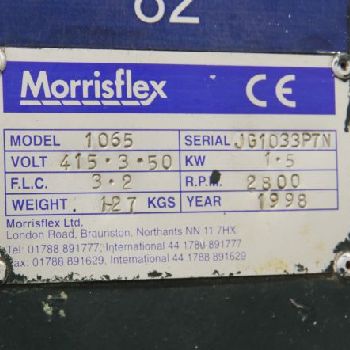 62
Morrisflex CE
MODEL 1065 SERIAL JG1033P7N
VOLT 415·3·50 KW 1·5
F.L.C. 3·2 R.P.M. 2800
WEIGHT 127 KGS YEAR 1998
Morrisflex Ltd.
London Road, Braunston, Northants NN 11 7HX
Tel: 01788 891777; International 44 1788 891777
Fax: 01788 891629, International 44 1788 891629